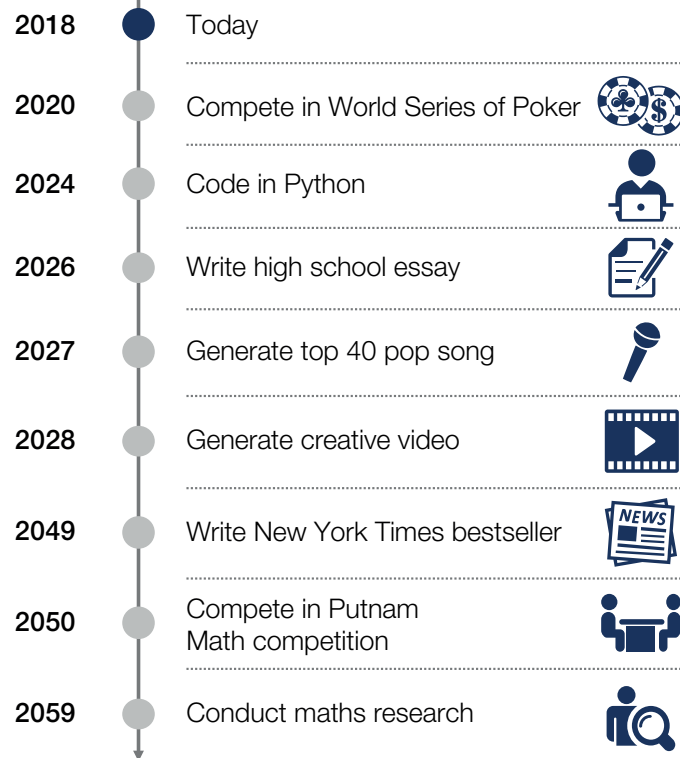 2018 Today
2020 Compete in World Series of Poker
$
2024 Code in Python
2026 Write high school essay
2027 Generate top 40 pop song
2028 Generate creative video
2049 Write New York Times bestseller
NEWS
2050 Compete in Putnam
Math competition
2059 Conduct maths research